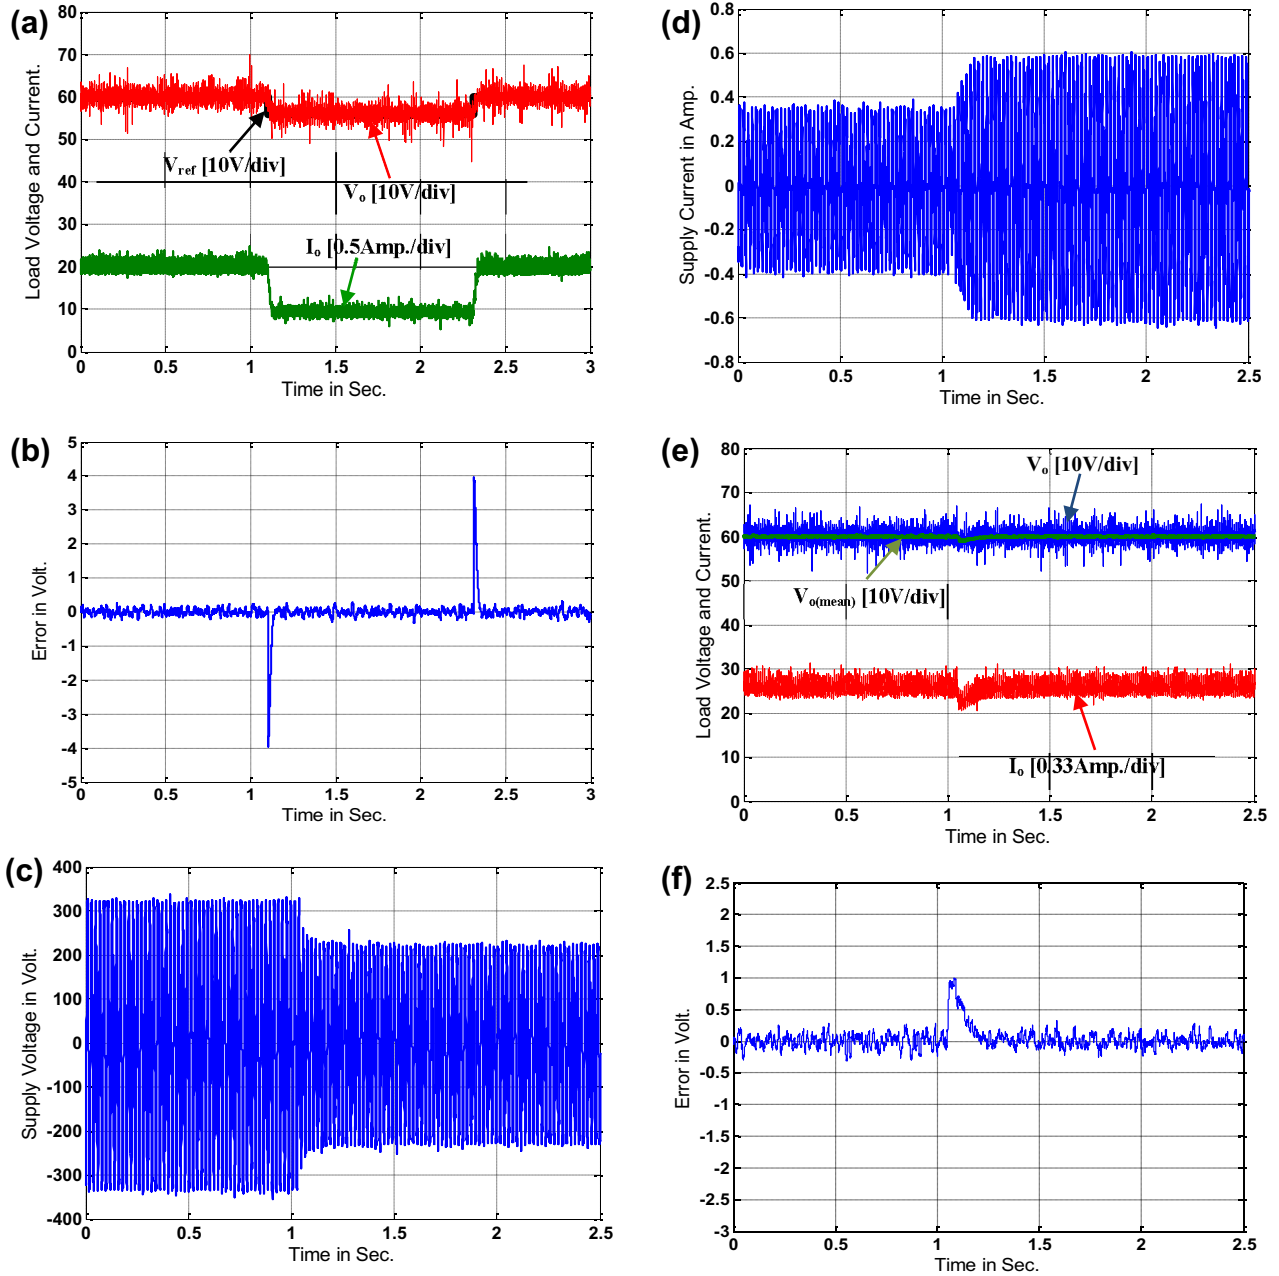 (a)
80
70
60
50
40
30
20
10
0
Load Voltage and Current.
V_ref [10V/div]
V_o [10V/div]
I_o [0.5Amp./div]
0 0.5 1 1.5 2 2.5 3
Time in Sec.
(b)
5
4
3
2
1
0
-1
-2
-3
-4
-5
Error in Volt.
0 0.5 1 1.5 2 2.5 3
Time in Sec.
(c)
400
300
200
100
0
-100
-200
-300
-400
Supply Voltage in Volt.
0 0.5 1 1.5 2 2.5
Time in Sec.
(d)
0.8
0.6
0.4
0.2
0
-0.2
-0.4
-0.6
-0.8
Supply Current in Amp.
0 0.5 1 1.5 2 2.5
Time in Sec.
(e)
80
70
60
50
40
30
20
10
0
Load Voltage and Current.
V_o [10V/div]
V_o(mean) [10V/div]
I_o [0.33Amp./div]
0 0.5 1 1.5 2 2.5
Time in Sec.
(f)
2.5
2
1.5
1
0.5
0
-0.5
-1
-1.5
-2
-2.5
-3
Error in Volt.
0 0.5 1 1.5 2 2.5
Time in Sec.